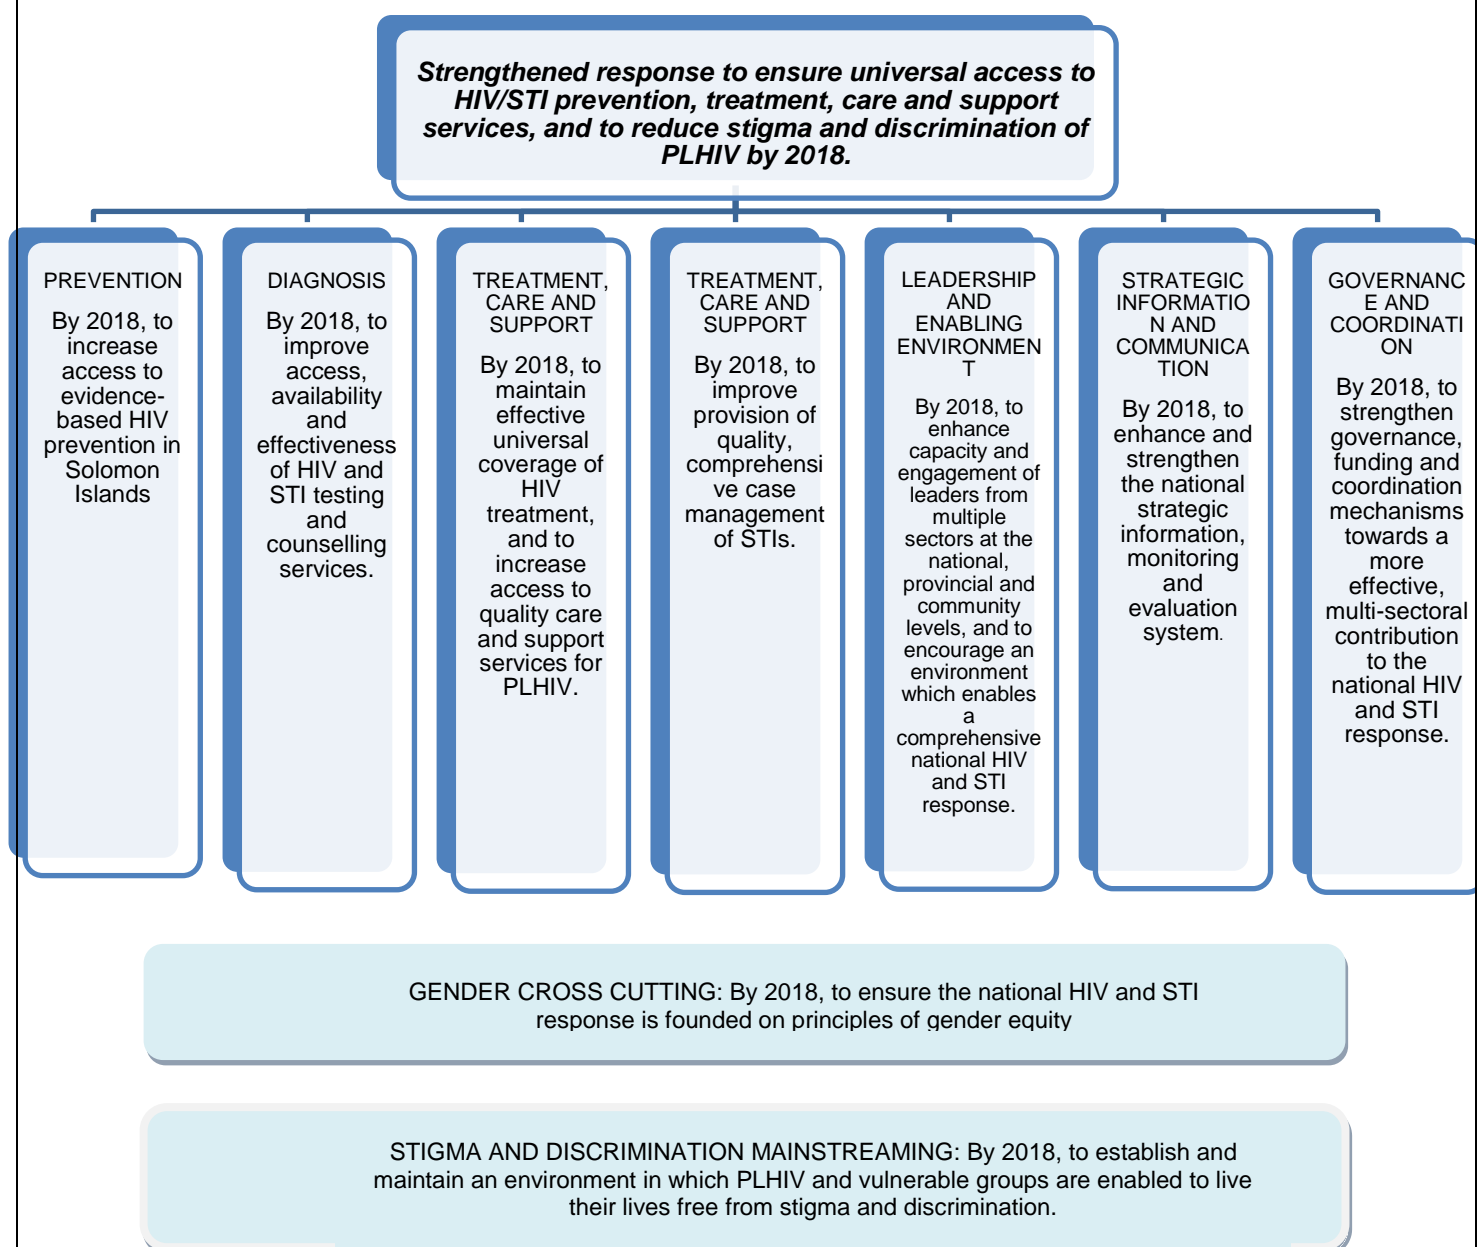 Strengthened response to ensure universal access to
HIV/STI prevention, treatment, care and support
services, and to reduce stigma and discrimination of
PLHIV by 2018.
PREVENTION
By 2018, to
increase
access to
evidence-
based HIV
prevention in
Solomon
Islands
DIAGNOSIS
By 2018, to
improve
access,
availability
and
effectiveness
of HIV and
STI testing
and
counselling
services.
TREATMENT,
CARE AND
SUPPORT
By 2018, to
maintain
effective
universal
coverage of
HIV
treatment,
and to
increase
access to
quality care
and support
services for
PLHIV.
TREATMENT,
CARE AND
SUPPORT
By 2018, to
improve
provision of
quality,
comprehensi
ve case
management
of STIs.
LEADERSHIP
AND
ENABLING
ENVIRONMEN
T
By 2018, to
enhance
capacity and
engagement of
leaders from
multiple
sectors at the
national,
provincial and
community
levels, and to
encourage an
environment
which enables
a
comprehensive
national HIV
and STI
response.
STRATEGIC
INFORMATIO
N AND
COMMUNICA
TION
By 2018, to
enhance and
strengthen
the national
strategic
information,
monitoring
and
evaluation
system.
GOVERNANC
E AND
COORDINATI
ON
By 2018, to
strengthen
governance,
funding and
coordination
mechanisms
towards a
more
effective,
multi-sectoral
contribution
to the
national HIV
and STI
response.
GENDER CROSS CUTTING: By 2018, to ensure the national HIV and STI
response is founded on principles of gender equity
STIGMA AND DISCRIMINATION MAINSTREAMING: By 2018, to establish and
maintain an environment in which PLHIV and vulnerable groups are enabled to live
their lives free from stigma and discrimination.